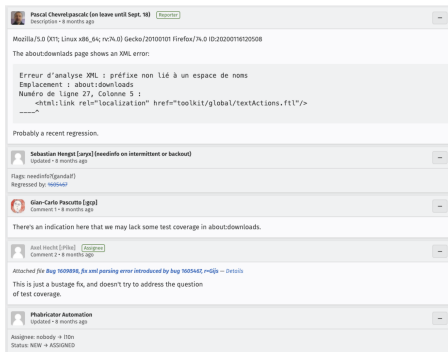 Pascal Chevrel:pascalc (on leave until Sept. 18) Reporter
Description • 8 months ago
Mozilla/5.0 (X11; Linux x86_64; rv:74.0) Gecko/20100101 Firefox/74.0 ID:20200116120508
The about:downlads page shows an XML error:
Erreur d'analyse XML : préfixe non lié à un espace de noms
Emplacement : about:downloads
Numéro de ligne 27, Colonne 5 :
<html:link rel="localization" href="toolkit/global/textActions.ftl"/>
----^
Probably a recent regression.
Sebastian Hengst [:aryx] (needinfo on intermittent or backout)
Updated • 8 months ago
Flags: needinfo?(gandalf)
Regressed by: 1605467
Gian-Carlo Pascutto [:gcp]
Comment 1 • 8 months ago
There's an indication here that we may lack some test coverage in about:downloads.
Axel Hecht [:Pike] Assignee
Comment 2 • 8 months ago
Attached file Bug 1609898, fix xml parsing error introduced by bug 1605467, r=Gijs — Details
This is just a bustage fix, and doesn't try to address the question
of test coverage.
Phabricator Automation
Updated • 8 months ago
Assignee: nobody → l10n
Status: NEW → ASSIGNED